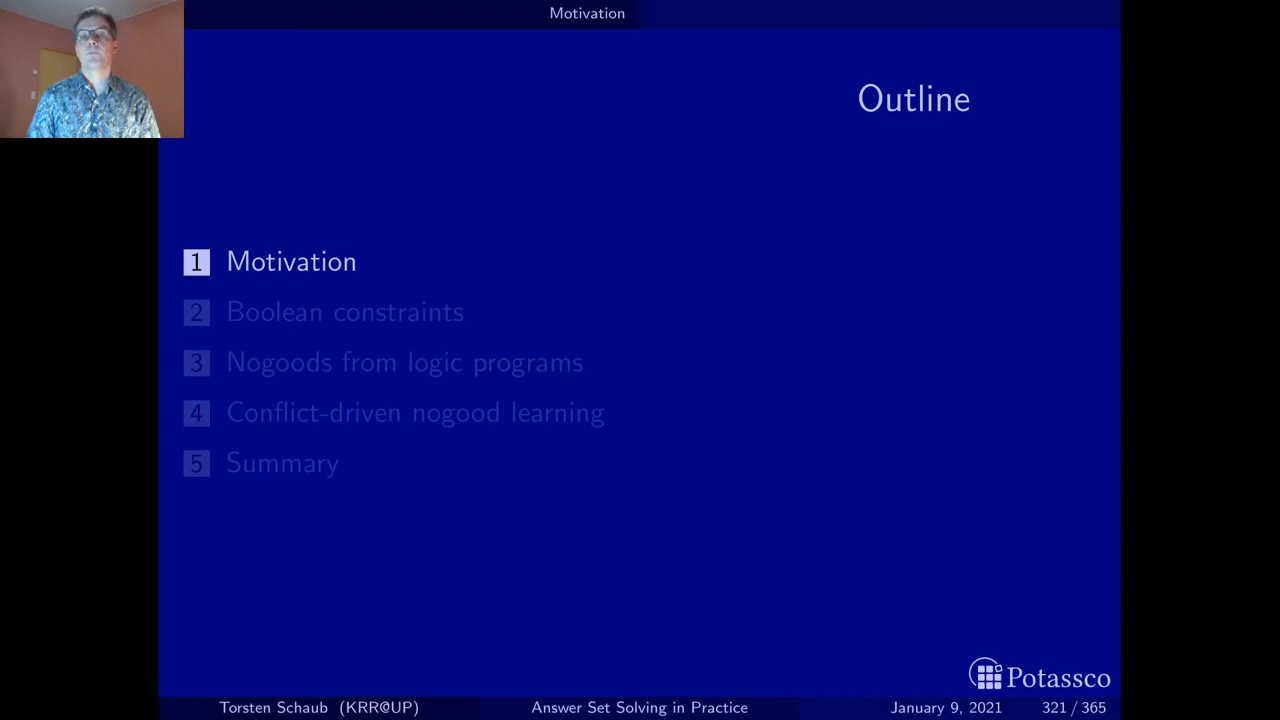 Motivation
Outline
1 Motivation
2 Boolean constraints
3 Nogoods from logic programs
4 Conflict-driven nogood learning
5 Summary
Potassco
Torsten Schaub (KRR@UP) Answer Set Solving in Practice January 9, 2021 321 / 365